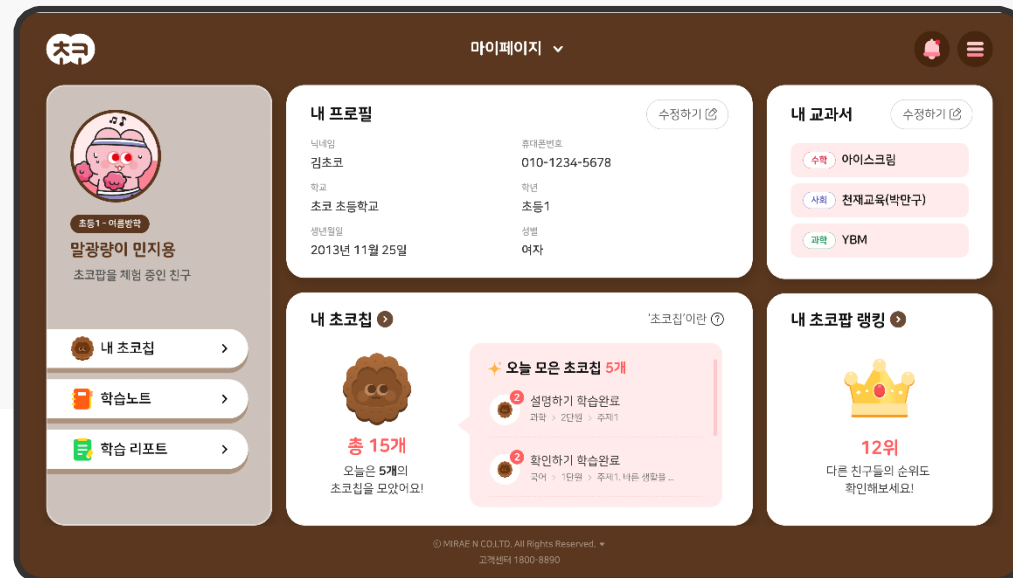 초코
마이페이지
초등1 - 여름방학
말광량이 민지용
초코팝을 체험 중인 친구
내 초코칩
학습노트
학습 리포트
내 프로필
수정하기
닉네임
김초코
휴대폰번호
010-1234-5678
학교
초코 초등학교
학년
초등1
생년월일
2013년 11월 25일
성별
여자
내 교과서
수정하기
수학 아이스크림
사회 천재교육(박만구)
과학 YBM
내 초코칩
'초코칩'이란 ?
총 15개
오늘은 5개의
초코칩을 모았어요!
오늘 모은 초코칩 5개
2
설명하기 학습완료
과학 > 2단원 > 주제1
2
확인하기 학습완료
국어 > 1단원 > 주제1. 바른 생활을 ...
내 초코팝 랭킹
12위
다른 친구들의 순위도
확인해보세요!
ⓒ MIRAE N CO.LTD. All Rights Reserved.
고객센터 1800-8890